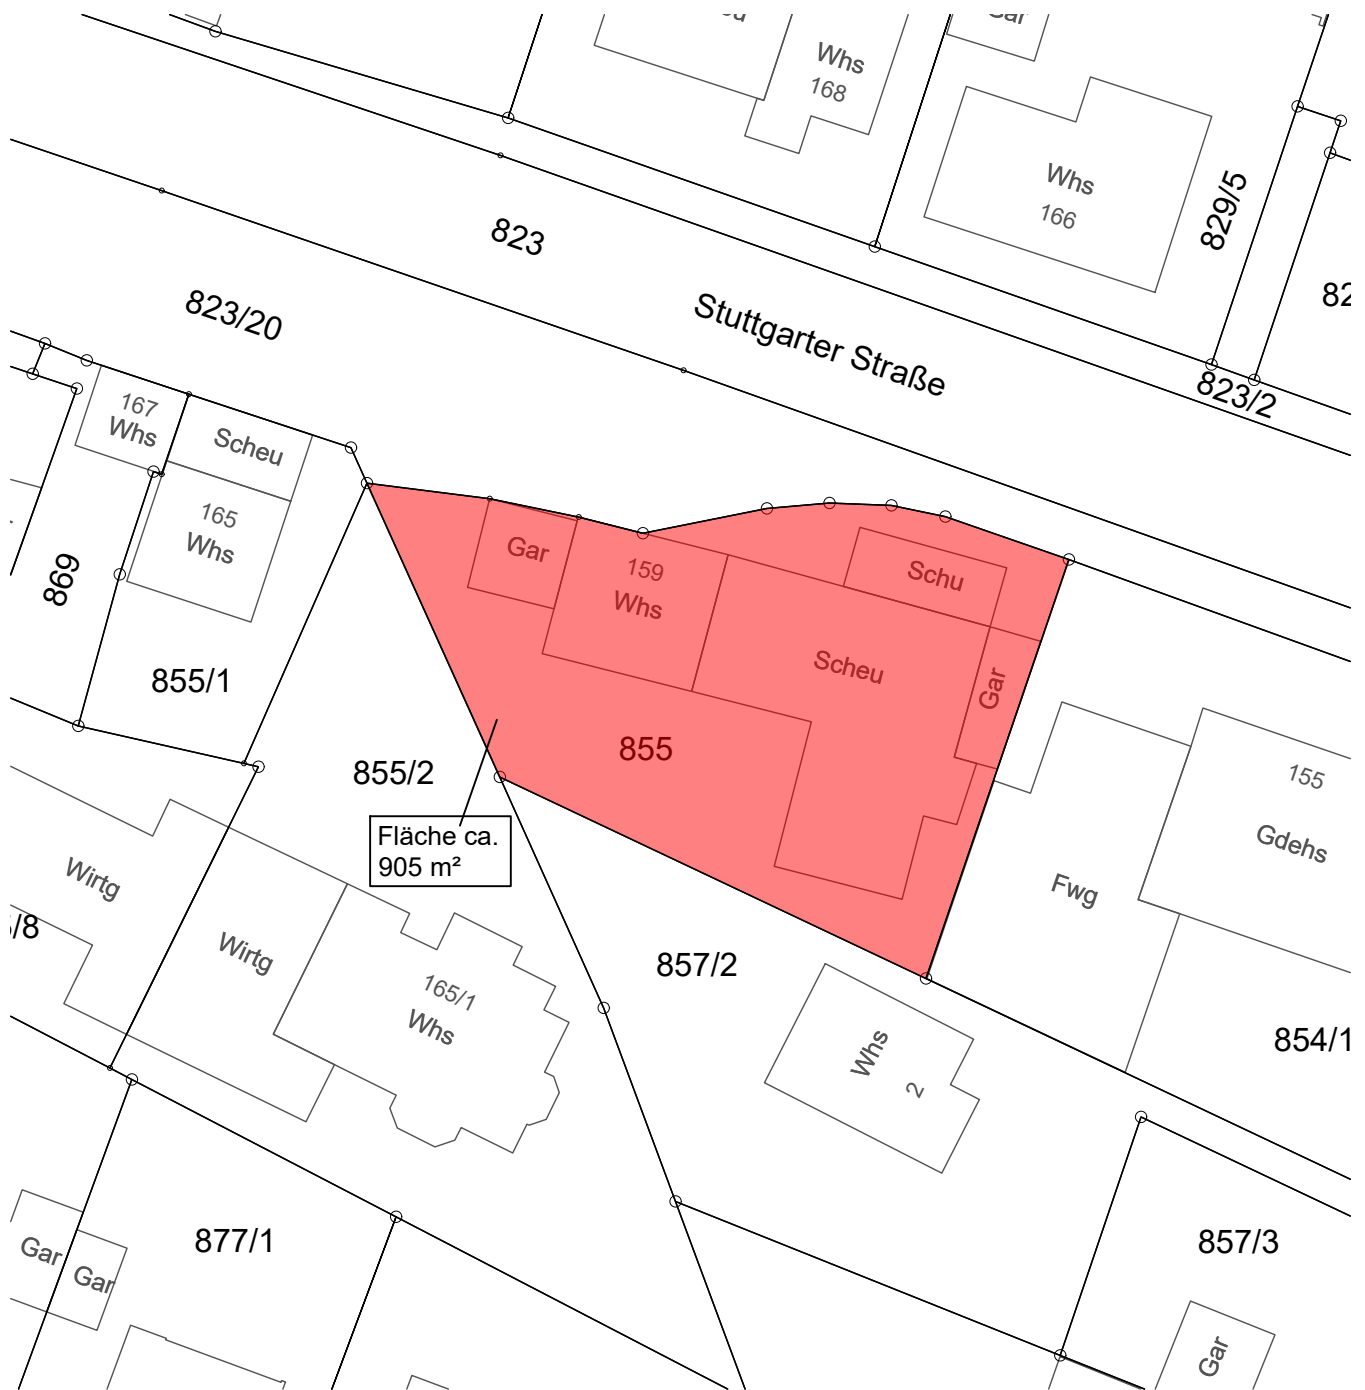 Whs
168
Gar
Whs
166
829/5
823
823/20
Stuttgarter Straße
823/2
167
Whs
Scheu
165
Whs
869
855/1
Gar
159
Whs
Schu
Scheu
Gar
855
855/2
Fläche ca.
905 m²
155
Gdehs
Fwg
Wirtg
/8
Wirtg
165/1
Whs
857/2
Whs
2
854/1
877/1
Gar
Gar
857/3
Gar